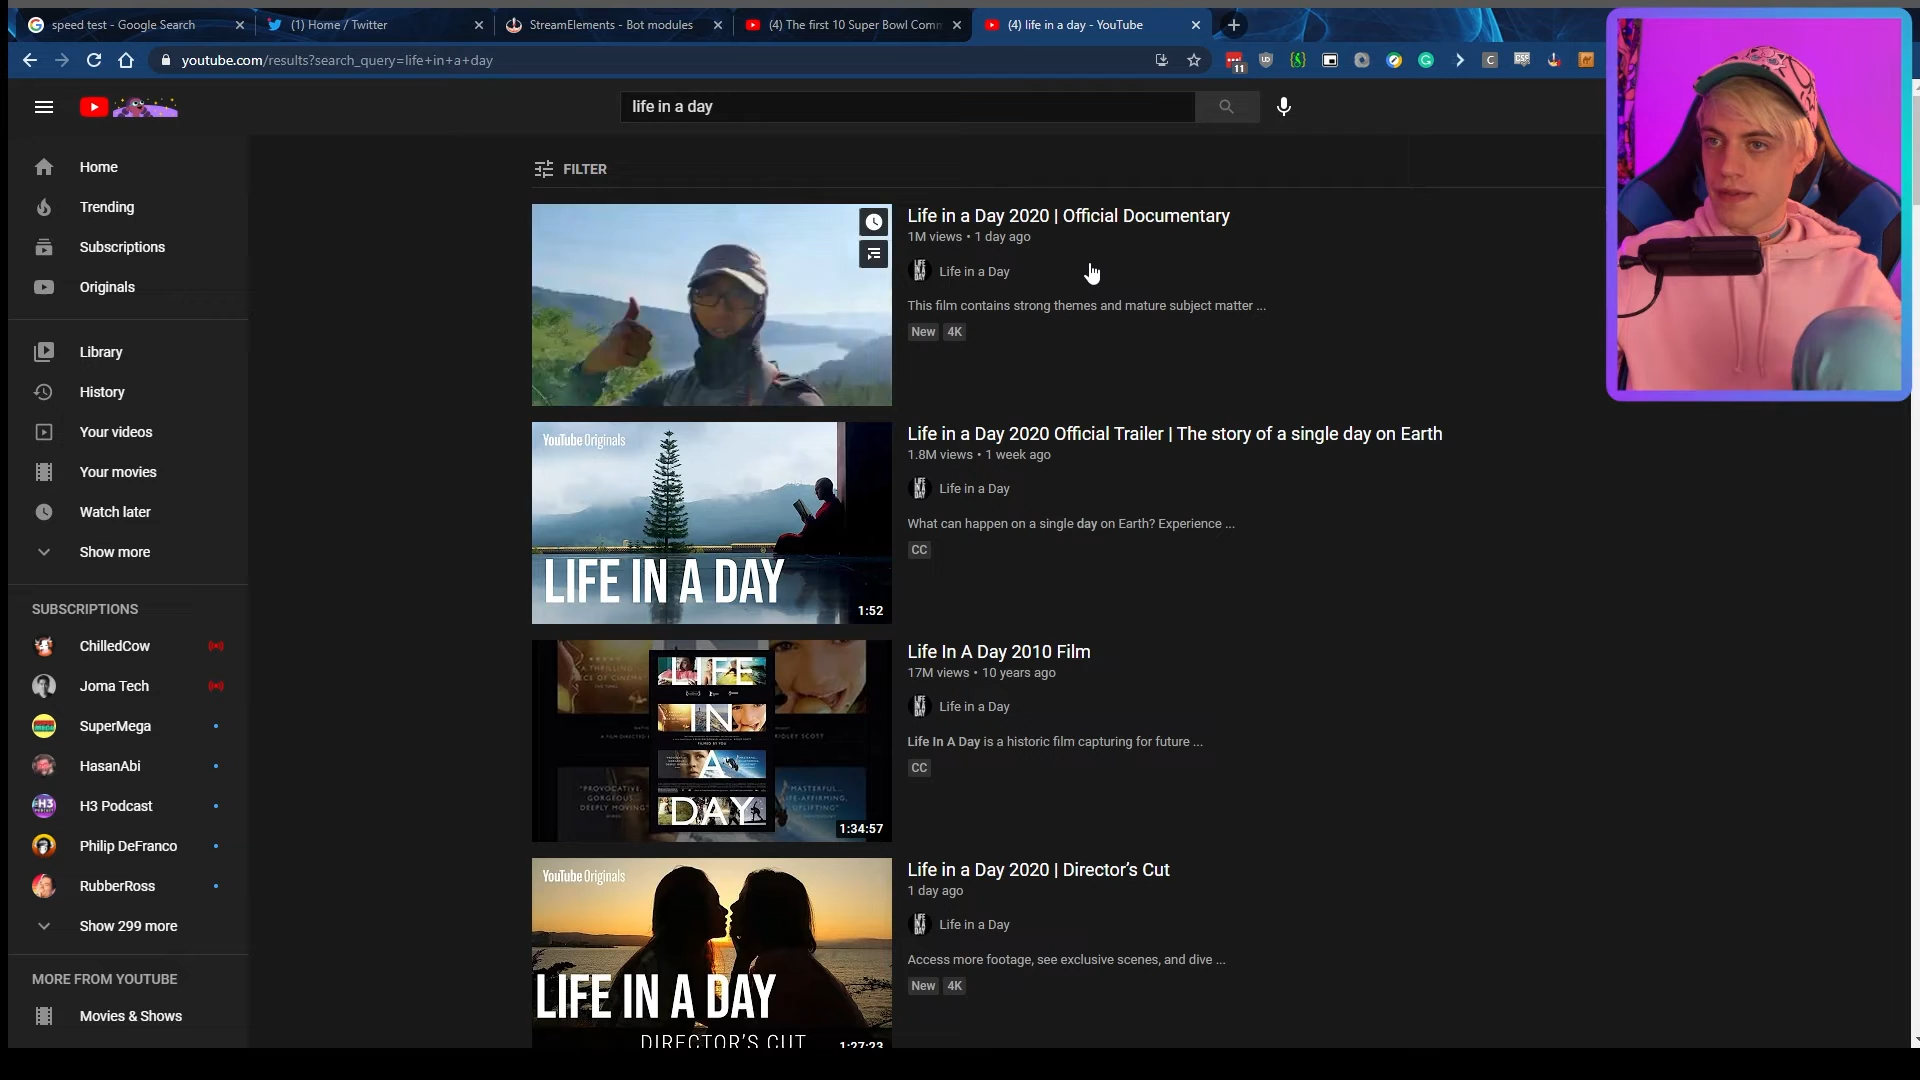 speed test - Google Search
(1) Home / Twitter
StreamElements - Bot modules
(4) The first 10 Super Bowl Comm
(4) life in a day - YouTube
youtube.com/results?search_query=life+in+a+day
11
life in a day
FILTER
Home
Trending
Subscriptions
Originals
Library
History
Your videos
Your movies
Watch later
Show more
SUBSCRIPTIONS
ChilledCow
Joma Tech
SuperMega
HasanAbi
H3 Podcast
Philip DeFranco
RubberRoss
Show 299 more
MORE FROM YOUTUBE
Movies & Shows
Life in a Day 2020 | Official Documentary
1M views • 1 day ago
Life in a Day
This film contains strong themes and mature subject matter ...
New 4K
YouTube Originals
LIFE IN A DAY
1:52
Life in a Day 2020 Official Trailer | The story of a single day on Earth
1.8M views • 1 week ago
Life in a Day
What can happen on a single day on Earth? Experience ...
CC
LIFE
IN
A
DAY
1:34:57
Life In A Day 2010 Film
17M views • 10 years ago
Life in a Day
Life In A Day is a historic film capturing for future ...
CC
YouTube Originals
LIFE IN A DAY
DIRECTOR'S CUT
1:27:23
Life in a Day 2020 | Director’s Cut
1 day ago
Life in a Day
Access more footage, see exclusive scenes, and dive ...
New 4K